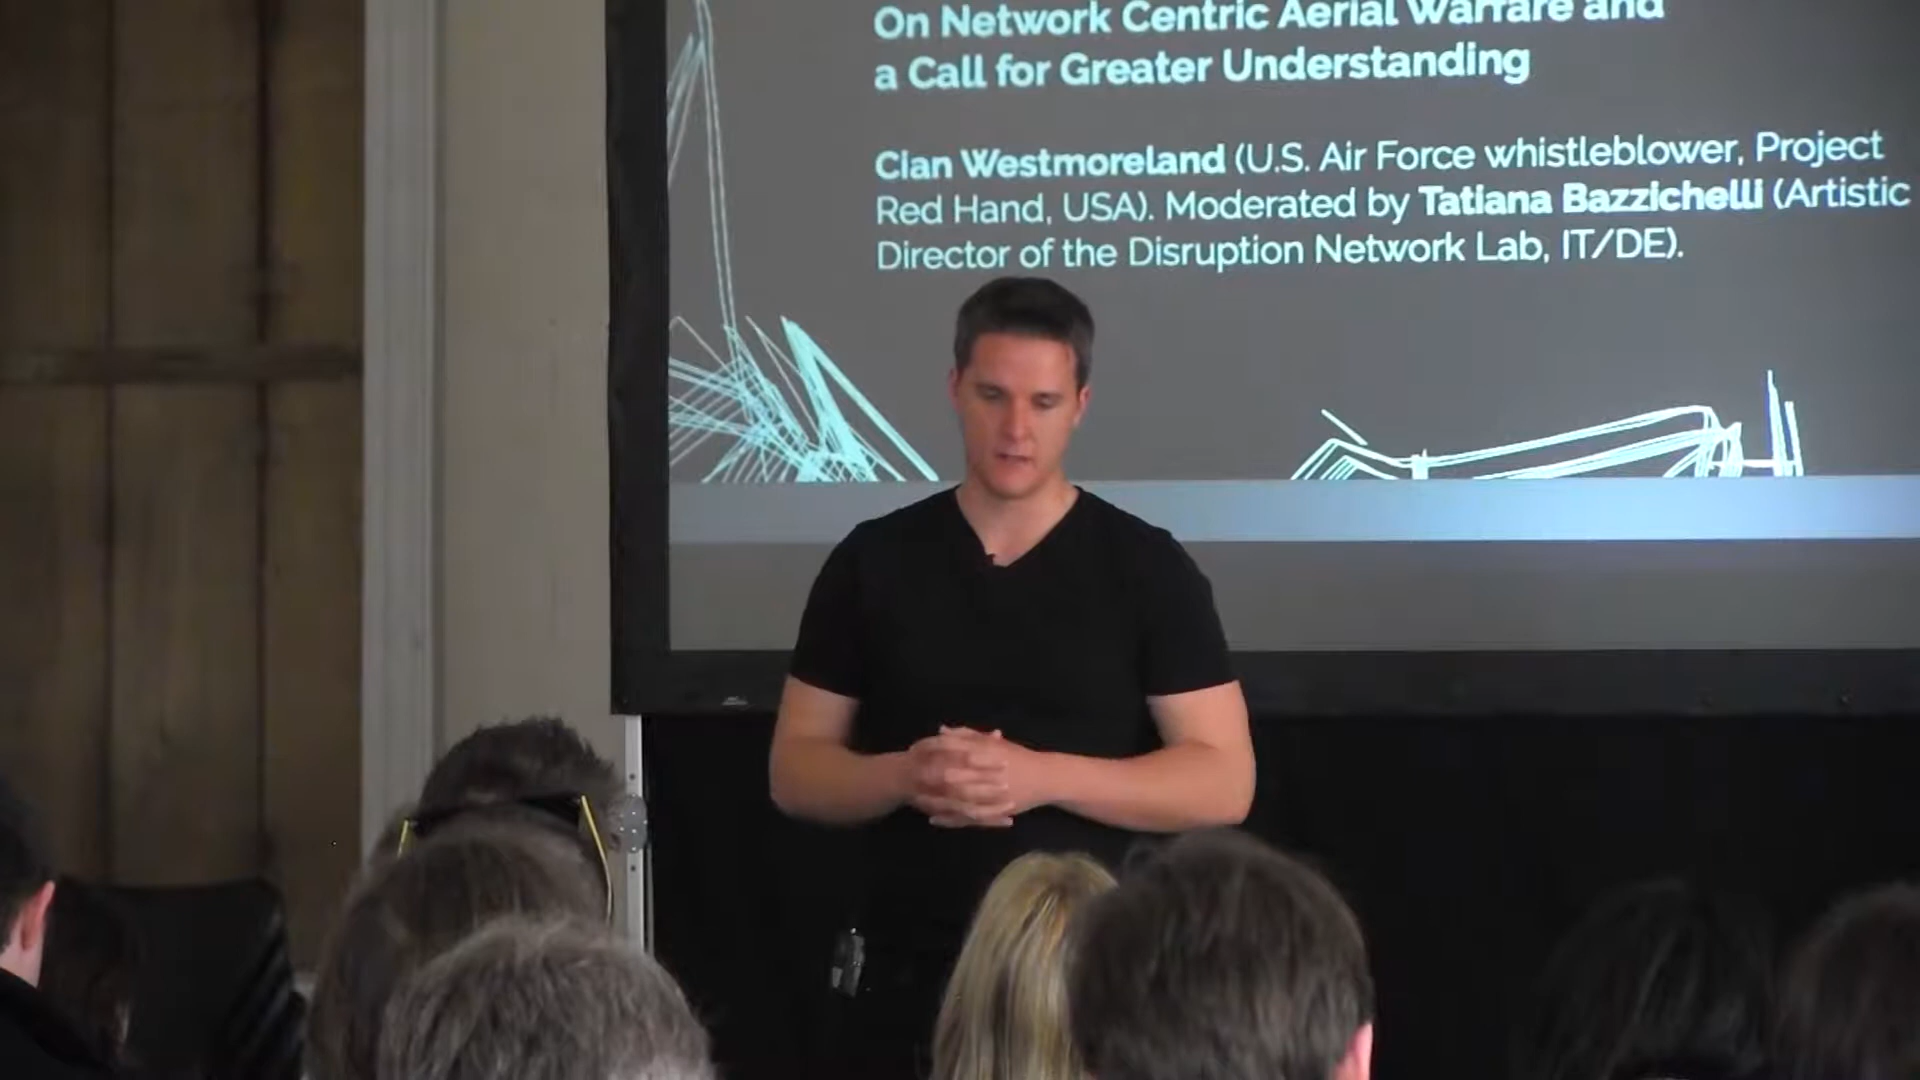 On Network Centric Aerial Warfare and
a Call for Greater Understanding
Cian Westmoreland (U.S. Air Force whistleblower, Project
Red Hand, USA). Moderated by Tatiana Bazzichelli (Artistic
Director of the Disruption Network Lab, IT/DE).